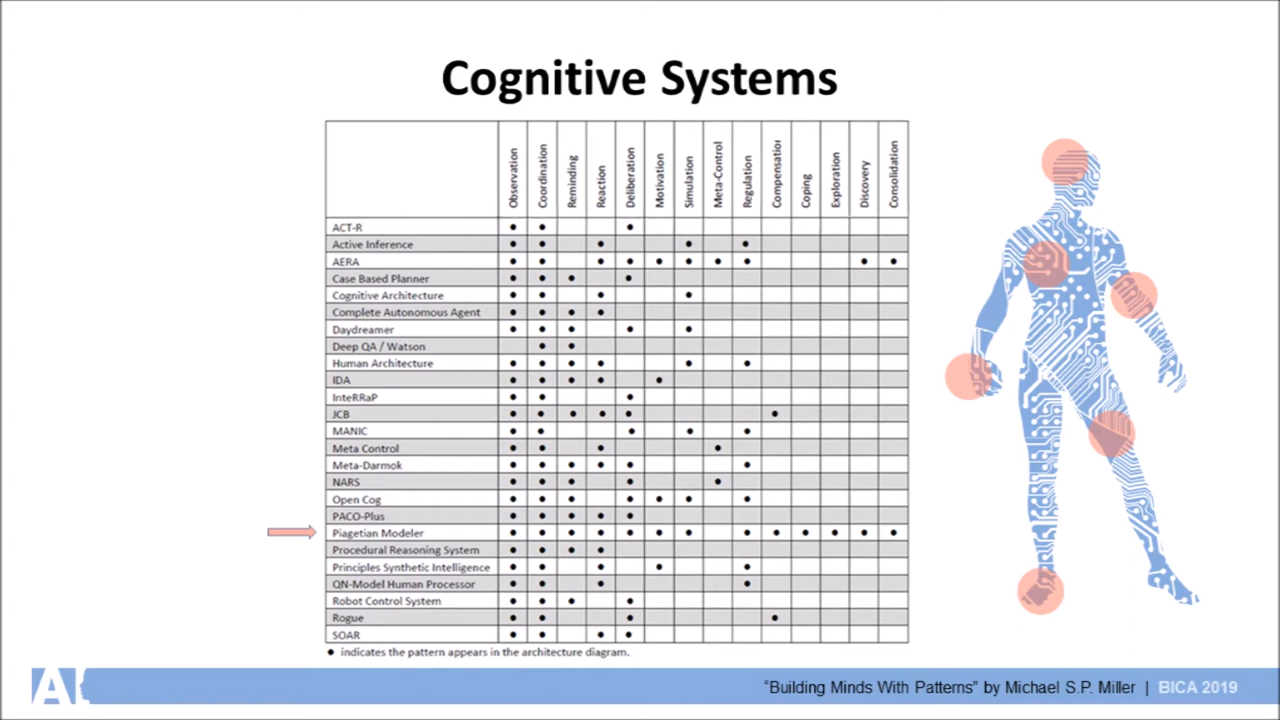 Cognitive Systems
Observation Coordination Reminding Reaction Deliberation Motivation Simulation Meta-Control Regulation Compensation Coping Exploration Discovery Consolidation
ACT-R ● ● ●
Active Inference ● ● ● ● ●
AERA ● ● ● ● ● ● ● ● ● ●
Case Based Planner ● ● ● ●
Cognitive Architecture ● ● ● ●
Complete Autonomous Agent ● ● ● ●
Daydreamer ● ● ● ● ●
Deep QA / Watson ● ●
Human Architecture ● ● ● ● ● ●
IDA ● ● ● ● ●
InteRRaP ● ● ●
JCB ● ● ● ● ● ●
MANIC ● ● ● ● ●
Meta Control ● ● ● ●
Meta-Darmok ● ● ● ● ● ●
NARS ● ● ● ● ●
Open Cog ● ● ● ● ● ● ●
PACO-Plus ● ● ● ● ●
Piagetian Modeler ● ● ● ● ● ● ● ● ● ● ● ● ●
Procedural Reasoning System ● ● ● ●
Principles Synthetic Intelligence ● ● ● ● ●
QN-Model Human Processor ● ● ● ●
Robot Control System ● ● ● ●
Rogue ● ● ● ●
SOAR ● ● ● ●
● indicates the pattern appears in the architecture diagram.
A
“Building Minds With Patterns” by Michael S.P. Miller | BICA 2019